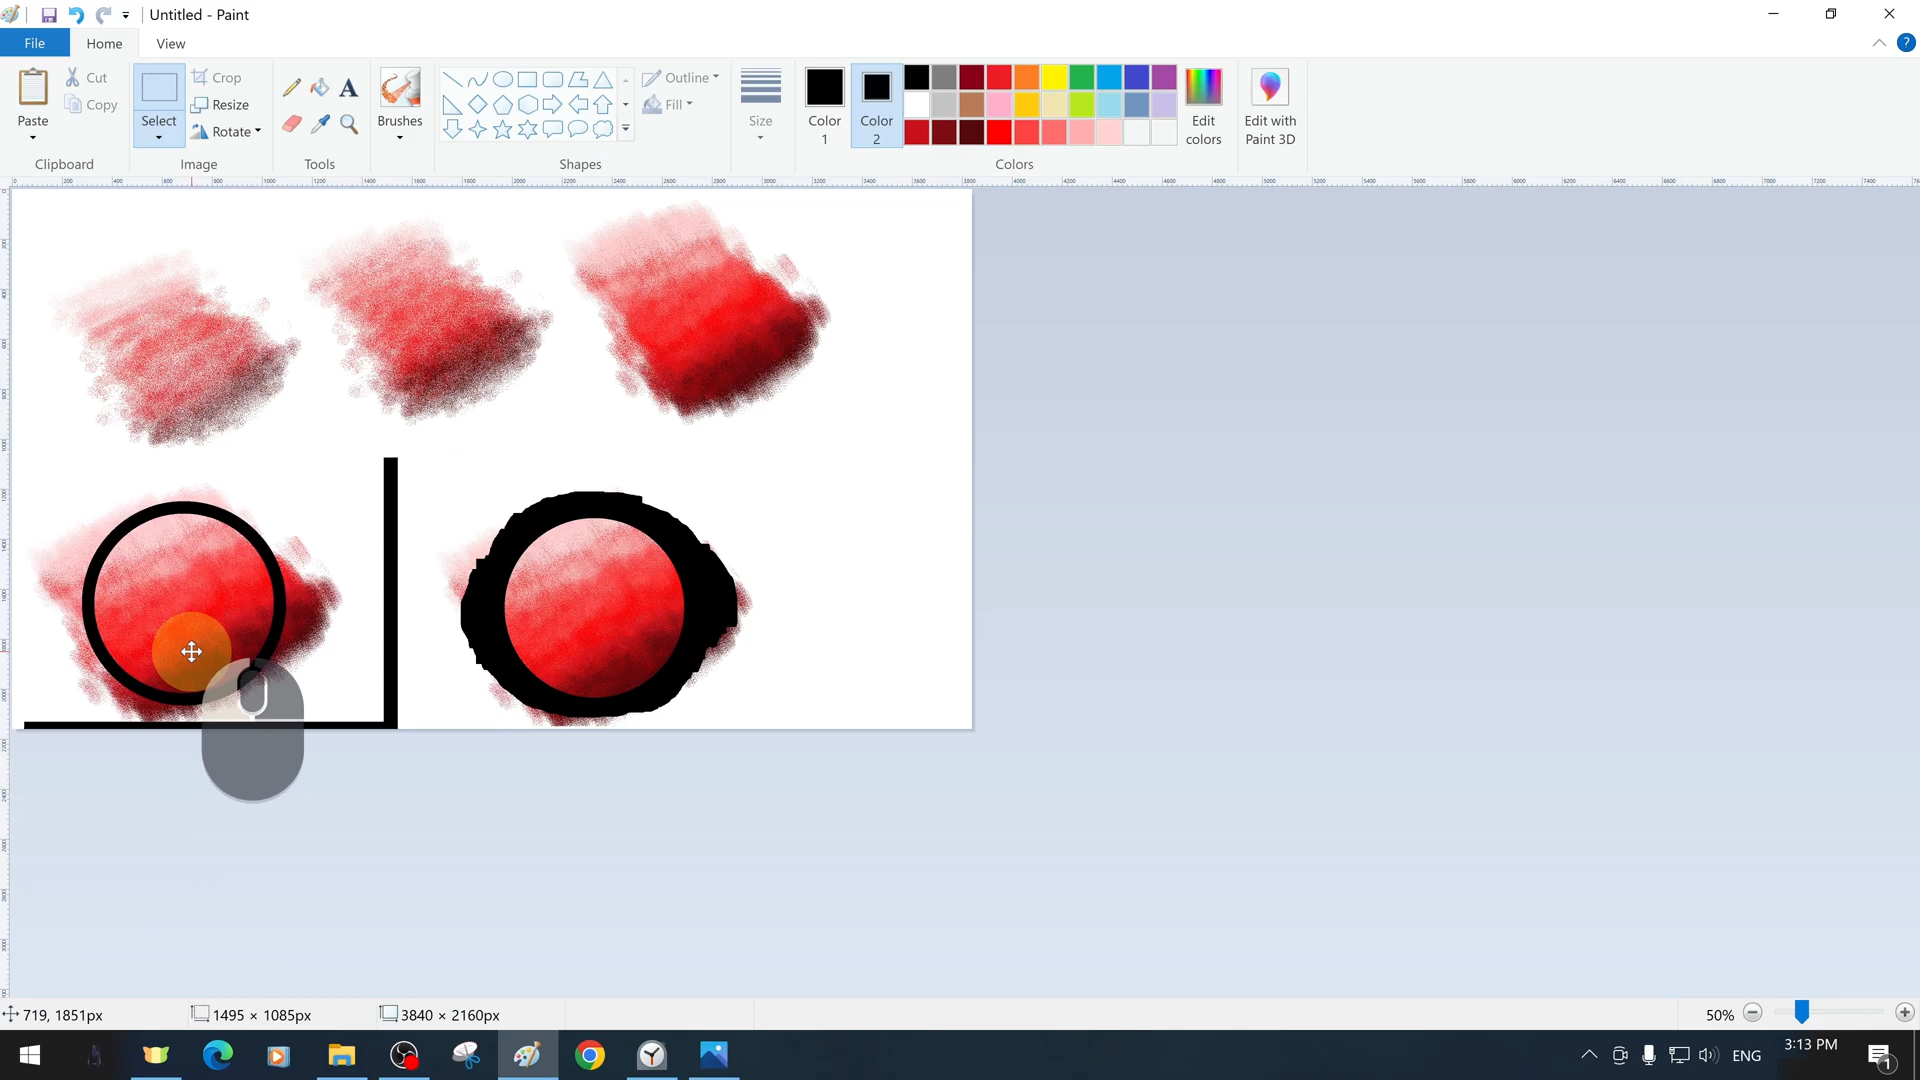 Untitled - Paint
File Home View
Paste
Cut
Copy
Clipboard
Select
Crop
Resize
Rotate
Image
Tools
Brushes
Shapes
Outline
Fill
Size
Color 1
Color 2
Colors
Edit colors
Edit with Paint 3D
719, 1851px
1495 × 1085px
3840 × 2160px
50%
ENG
3:13 PM
1